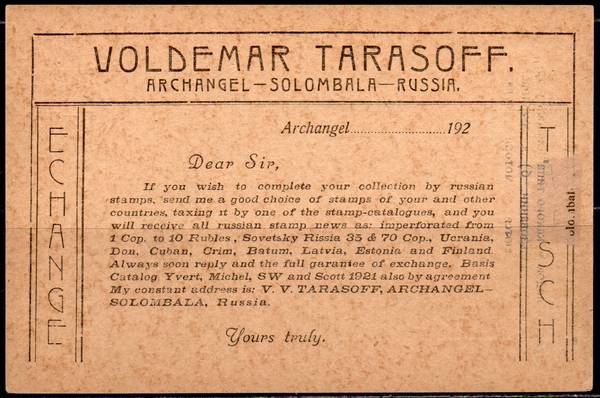 VOLDEMAR TARASOFF.
ARCHANGEL—SOLOMBALA—RUSSIA.
ECHANGE
Archangel..............................192
Dear Sir,
If you wish to complete your collection by russian
stamps, send me a good choice of stamps of your and other
countries, taxing it by one of the stamp-catalogues, and you
will receive all russian stamp news as: imperforated from
1 Cop. to 10 Rubles, Sovetsky Rissia 35 & 70 Cop., Ucrania,
Don, Cuban, Crim, Batum, Latvia, Estonia and Finland.
Always soon reply and the full garantee of exchange. Basis
Catalog Yvert, Michel, SW and Scott 1921 also by agreement
My constant address is: V. V. TARASOFF, ARCHANGEL-
SOLOMBALA, Russia.
Yours truly.
T SCH